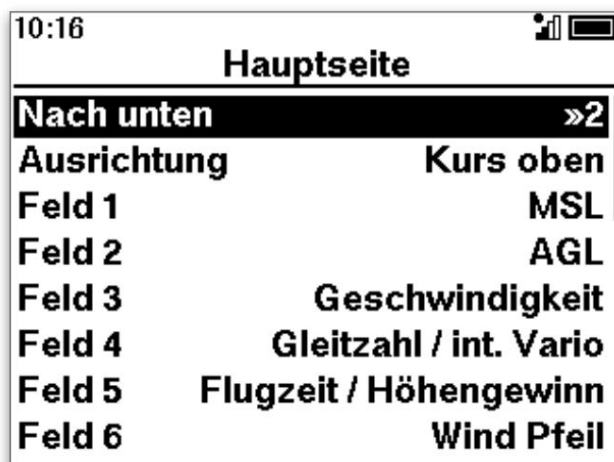 10:16
Hauptseite
Nach unten »2
Ausrichtung Kurs oben
Feld 1 MSL
Feld 2 AGL
Feld 3 Geschwindigkeit
Feld 4 Gleitzahl / int. Vario
Feld 5 Flugzeit / Höhengewinn
Feld 6 Wind Pfeil